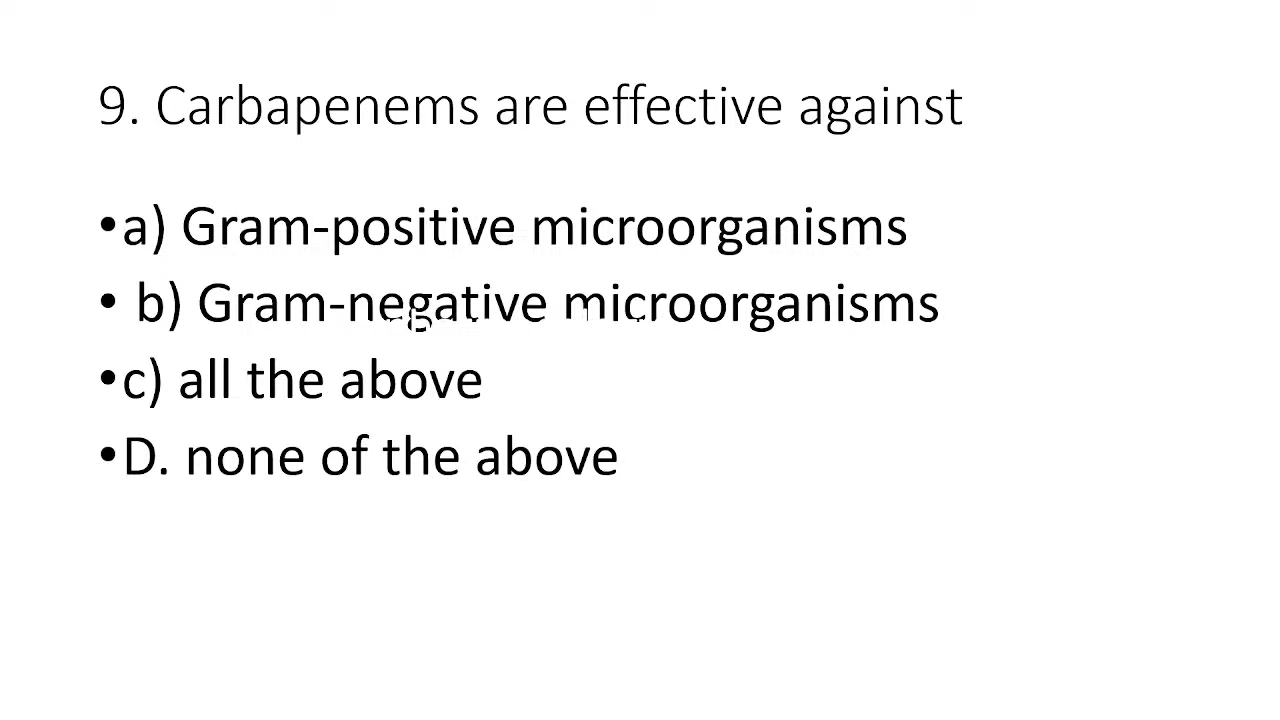 9. Carbapenems are effective against
•a) Gram-positive microorganisms
• b) Gram-negative microorganisms
•c) all the above
•D. none of the above